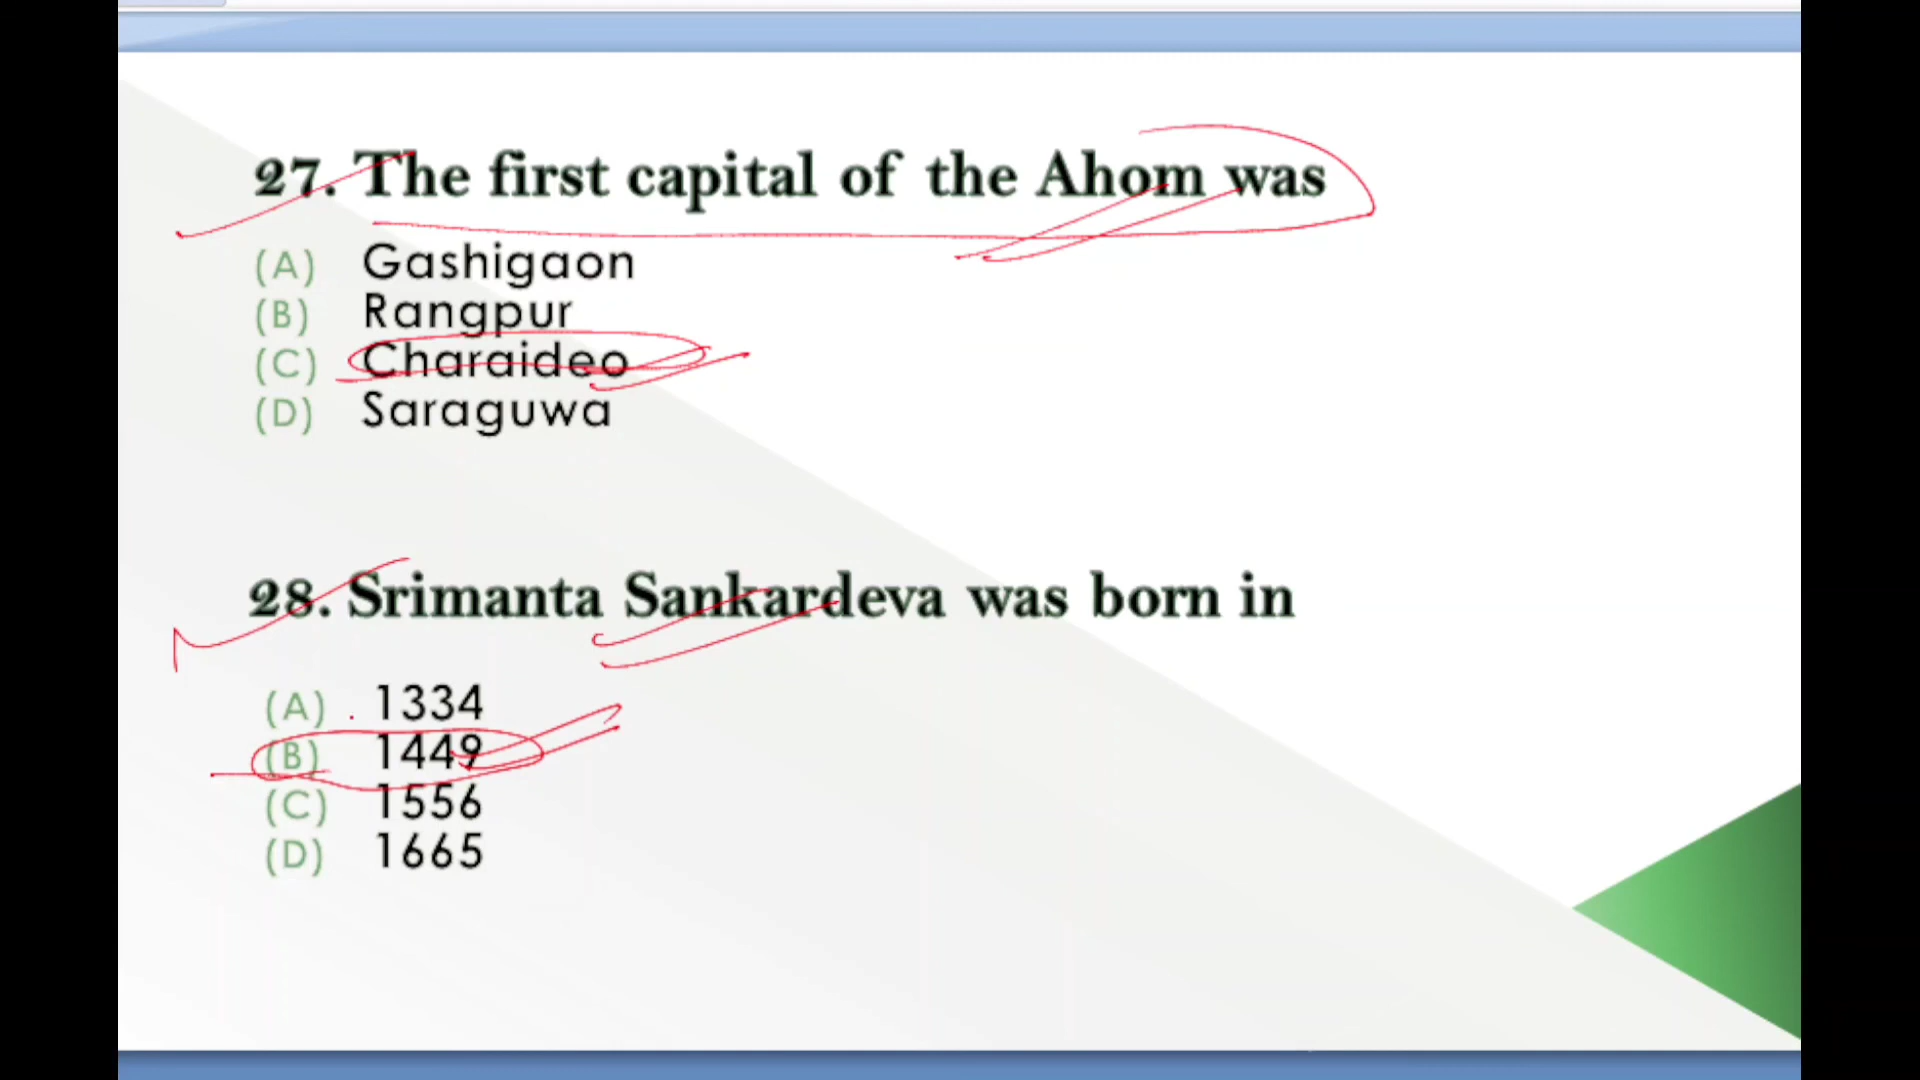 27. The first capital of the Ahom was
(A) Gashigaon
(B) Rangpur
(C) Charaideo
(D) Saraguwa
28. Srimanta Sankardeva was born in
(A) 1334
(B) 1449
(C) 1556
(D) 1665